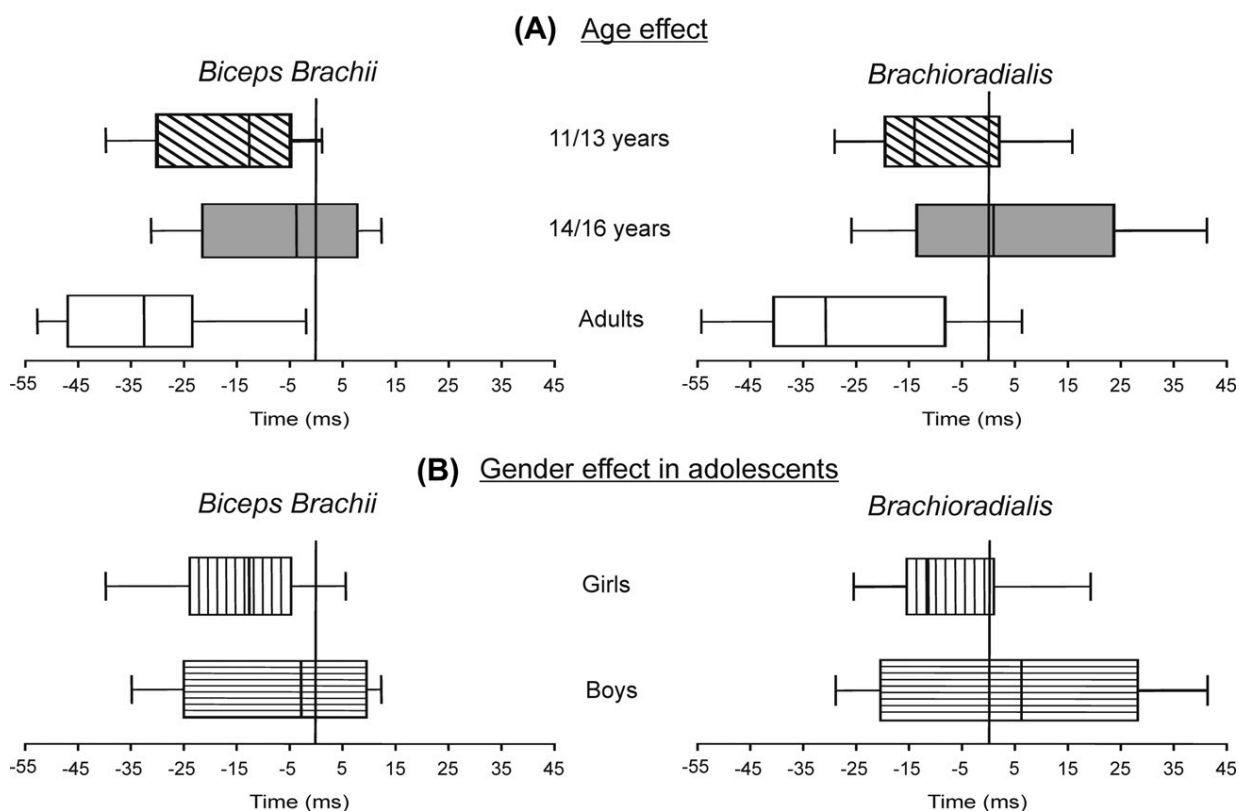 (A) Age effect
Biceps Brachii
Brachioradialis
11/13 years
14/16 years
Adults
-55 -45 -35 -25 -15 -5 5 15 25 35 45
Time (ms)
-55 -45 -35 -25 -15 -5 5 15 25 35 45
Time (ms)
(B) Gender effect in adolescents
Biceps Brachii
Brachioradialis
Girls
Boys
-55 -45 -35 -25 -15 -5 5 15 25 35 45
Time (ms)
-55 -45 -35 -25 -15 -5 5 15 25 35 45
Time (ms)